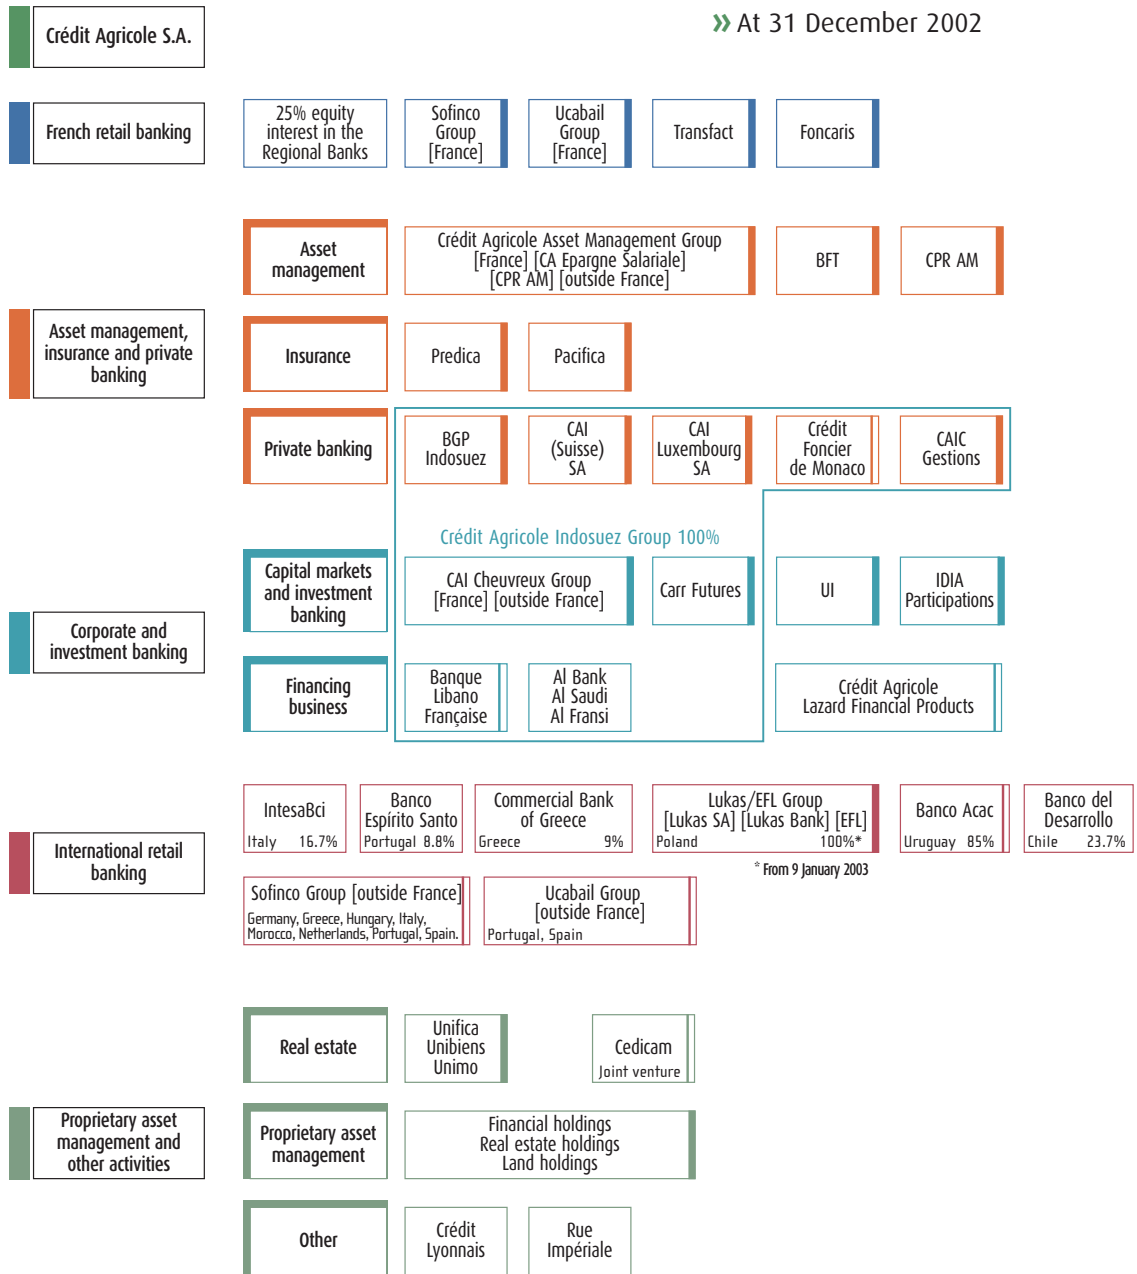 Crédit Agricole S.A.
» At 31 December 2002
French retail banking
25% equity
interest in the
Regional Banks
Sofinco
Group
[France]
Ucabail
Group
[France]
Transfact
Foncaris
Asset management,
insurance and private
banking
Asset
management
Crédit Agricole Asset Management Group
[France] [CA Epargne Salariale]
[CPR AM] [outside France]
BFT
CPR AM
Insurance
Predica
Pacifica
Private banking
BGP
Indosuez
CAI
(Suisse)
SA
CAI
Luxembourg
SA
Crédit
Foncier
de Monaco
CAIC
Gestions
Crédit Agricole Indosuez Group 100%
Corporate and
investment banking
Capital markets
and investment
banking
CAI Cheuvreux Group
[France] [outside France]
Carr Futures
UI
IDIA
Participations
Financing
business
Banque
Libano
Française
Al Bank
Al Saudi
Al Fransi
Crédit Agricole
Lazard Financial Products
International retail
banking
IntesaBci
Italy 16.7%
Banco
Espírito Santo
Portugal 8.8%
Commercial Bank
of Greece
Greece 9%
Lukas/EFL Group
[Lukas SA] [Lukas Bank] [EFL]
Poland 100%*
Banco Acac
Uruguay 85%
Banco del
Desarrollo
Chile 23.7%
* From 9 January 2003
Sofinco Group [outside France]
Germany, Greece, Hungary, Italy,
Morocco, Netherlands, Portugal, Spain.
Ucabail Group
[outside France]
Portugal, Spain
Proprietary asset
management and
other activities
Real estate
Unifica
Unibiens
Unimo
Cedicam
Joint venture
Proprietary asset
management
Financial holdings
Real estate holdings
Land holdings
Other
Crédit
Lyonnais
Rue
Impériale